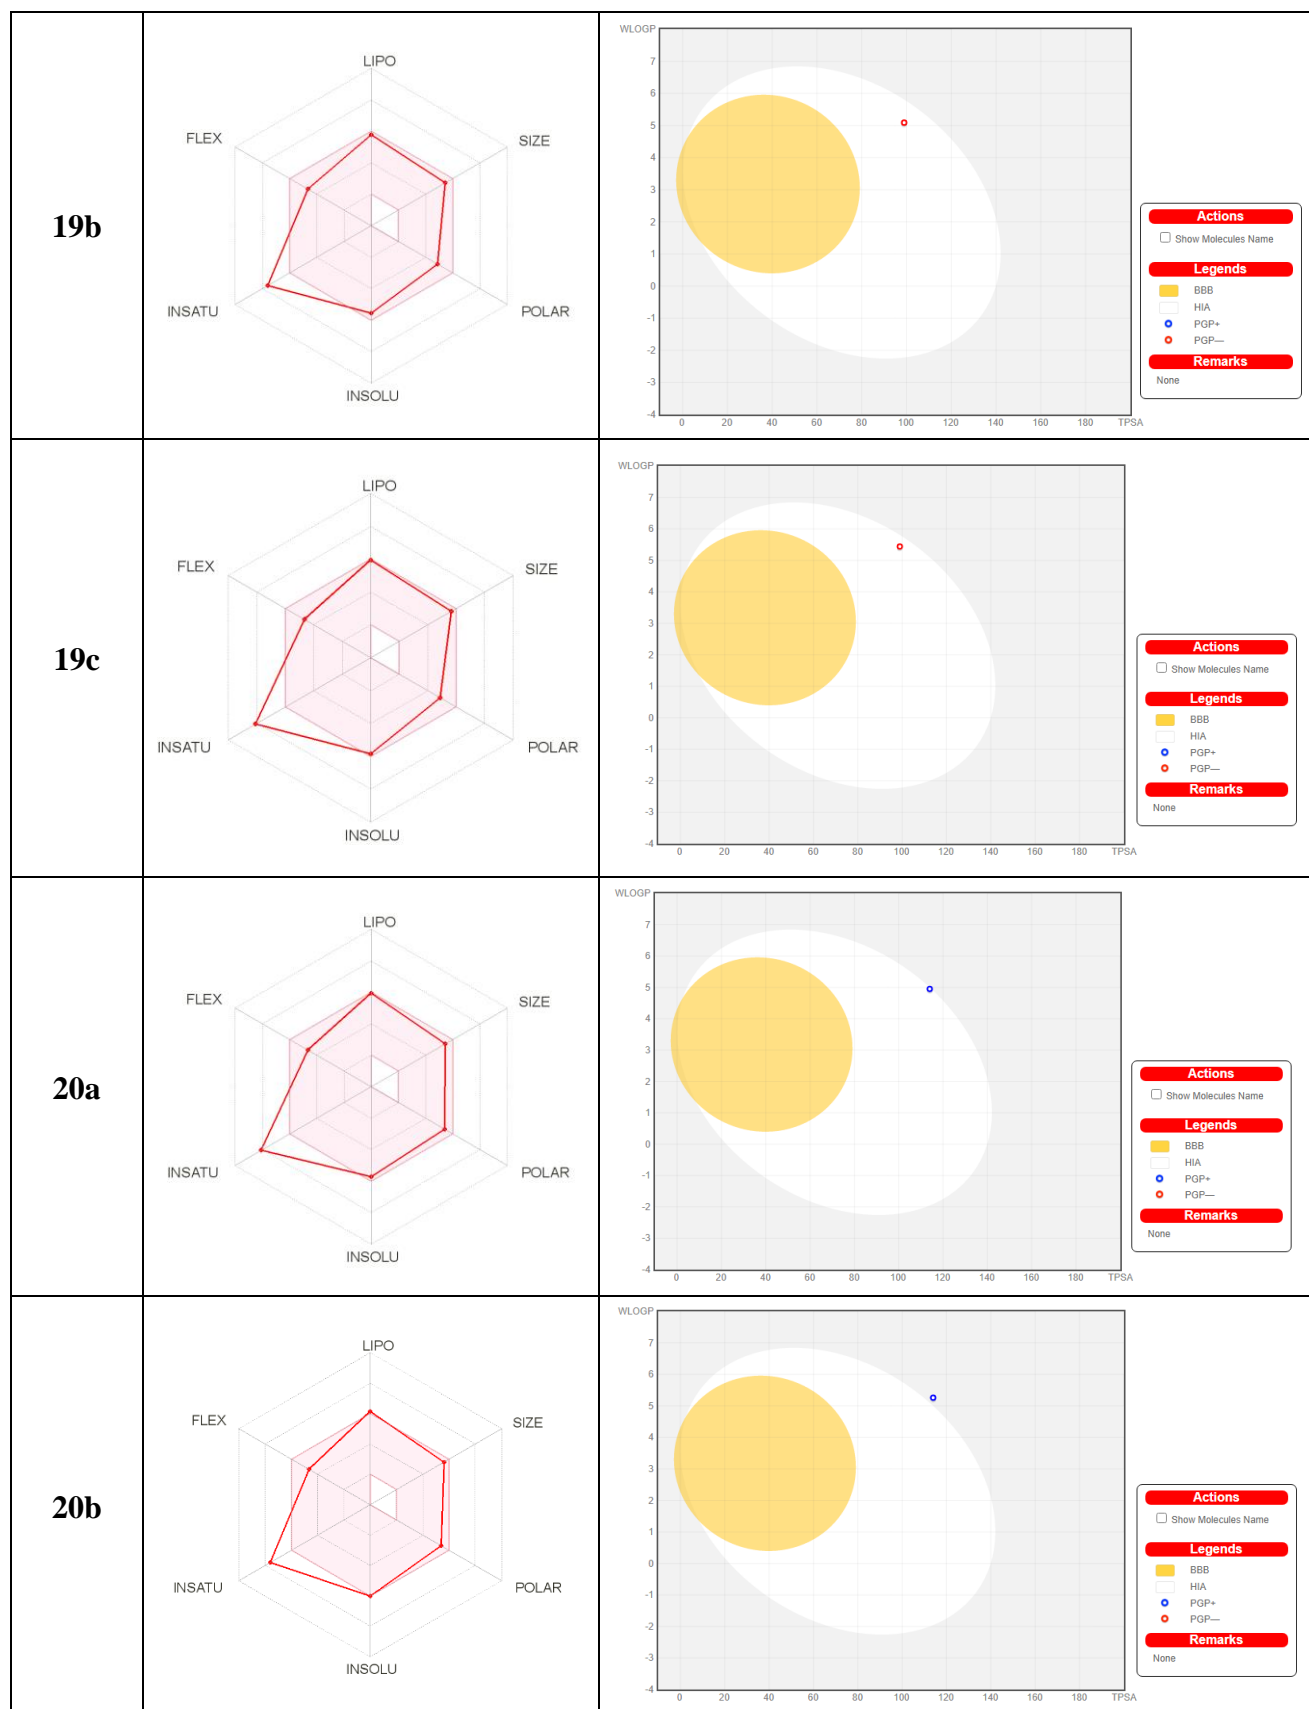 19b
LIPO
FLEX
SIZE
INSATU
POLAR
INSOLU
WLOGP
7
6
5
4
3
2
1
0
-1
-2
-3
-4
0 20 40 60 80 100 120 140 160 180 TPSA
Actions
Show Molecules Name
Legends
BBB
HIA
PGP+
PGP—
Remarks
None
19c
LIPO
FLEX
SIZE
INSATU
POLAR
INSOLU
WLOGP
7
6
5
4
3
2
1
0
-1
-2
-3
-4
0 20 40 60 80 100 120 140 160 180 TPSA
Actions
Show Molecules Name
Legends
BBB
HIA
PGP+
PGP—
Remarks
None
20a
LIPO
FLEX
SIZE
INSATU
POLAR
INSOLU
WLOGP
7
6
5
4
3
2
1
0
-1
-2
-3
-4
0 20 40 60 80 100 120 140 160 180 TPSA
Actions
Show Molecules Name
Legends
BBB
HIA
PGP+
PGP—
Remarks
None
20b
LIPO
FLEX
SIZE
INSATU
POLAR
INSOLU
WLOGP
7
6
5
4
3
2
1
0
-1
-2
-3
-4
0 20 40 60 80 100 120 140 160 180 TPSA
Actions
Show Molecules Name
Legends
BBB
HIA
PGP+
PGP—
Remarks
None